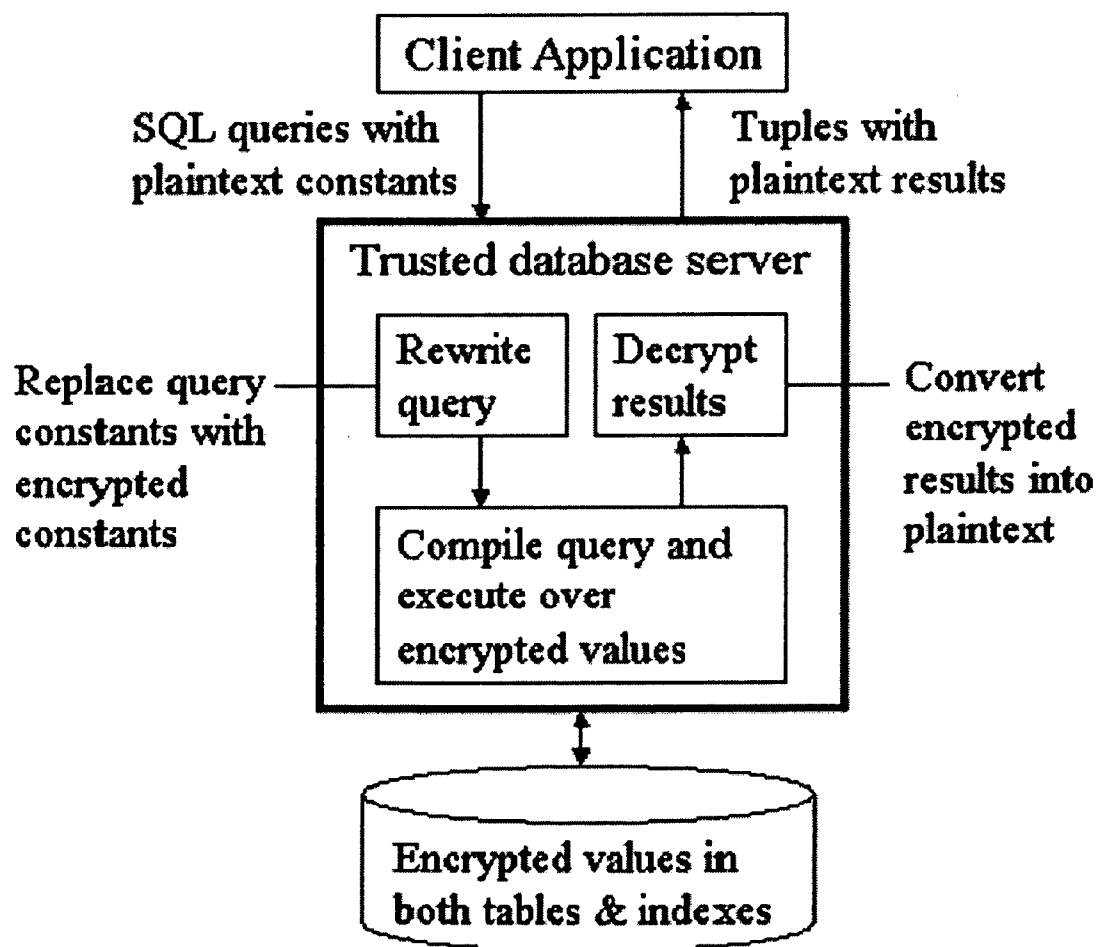 Client Application
SQL queries with
plaintext constants
Tuples with
plaintext results
Trusted database server
Rewrite
query
Decrypt
results
Replace query
constants with
encrypted
constants
Convert
encrypted
results into
plaintext
Compile query and
execute over
encrypted values
Encrypted values in
both tables & indexes